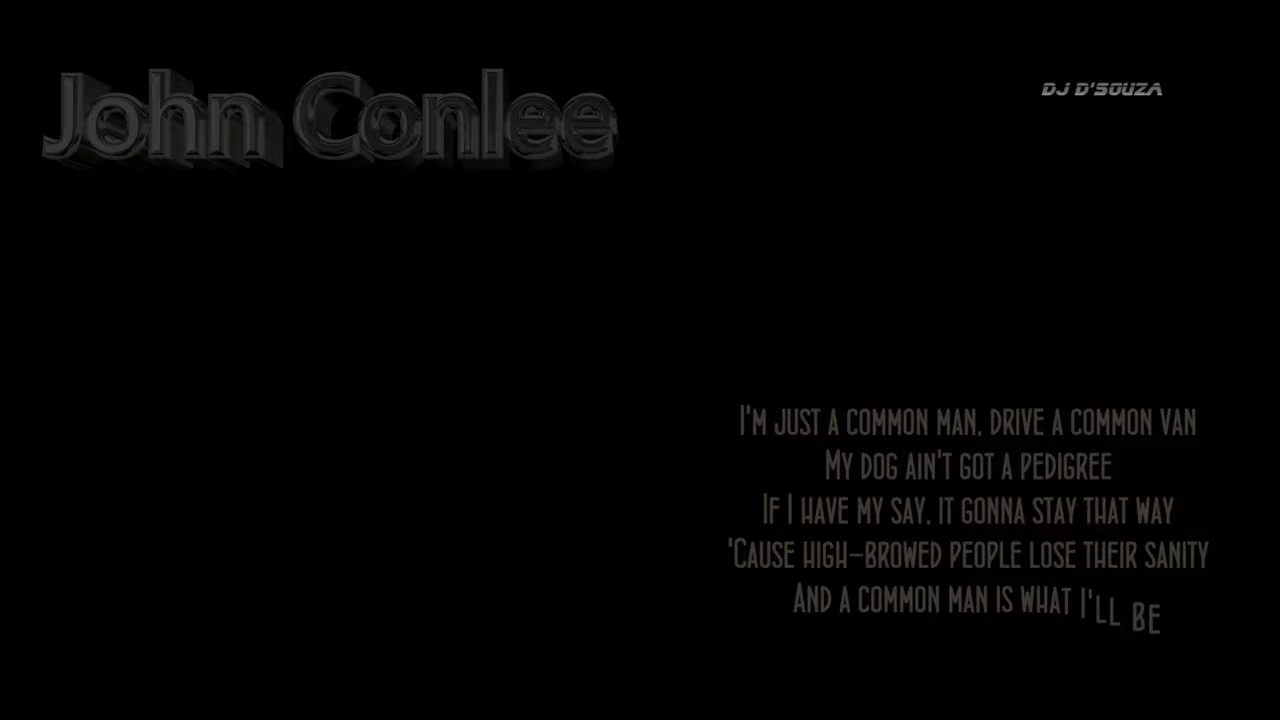 John Conlee
DJ D'SOUZA
I'M JUST A COMMON MAN, DRIVE A COMMON VAN
MY DOG AIN'T GOT A PEDIGREE
IF I HAVE MY SAY, IT GONNA STAY THAT WAY
'CAUSE HIGH-BROWED PEOPLE LOSE THEIR SANITY
AND A COMMON MAN IS WHAT I'LL BE